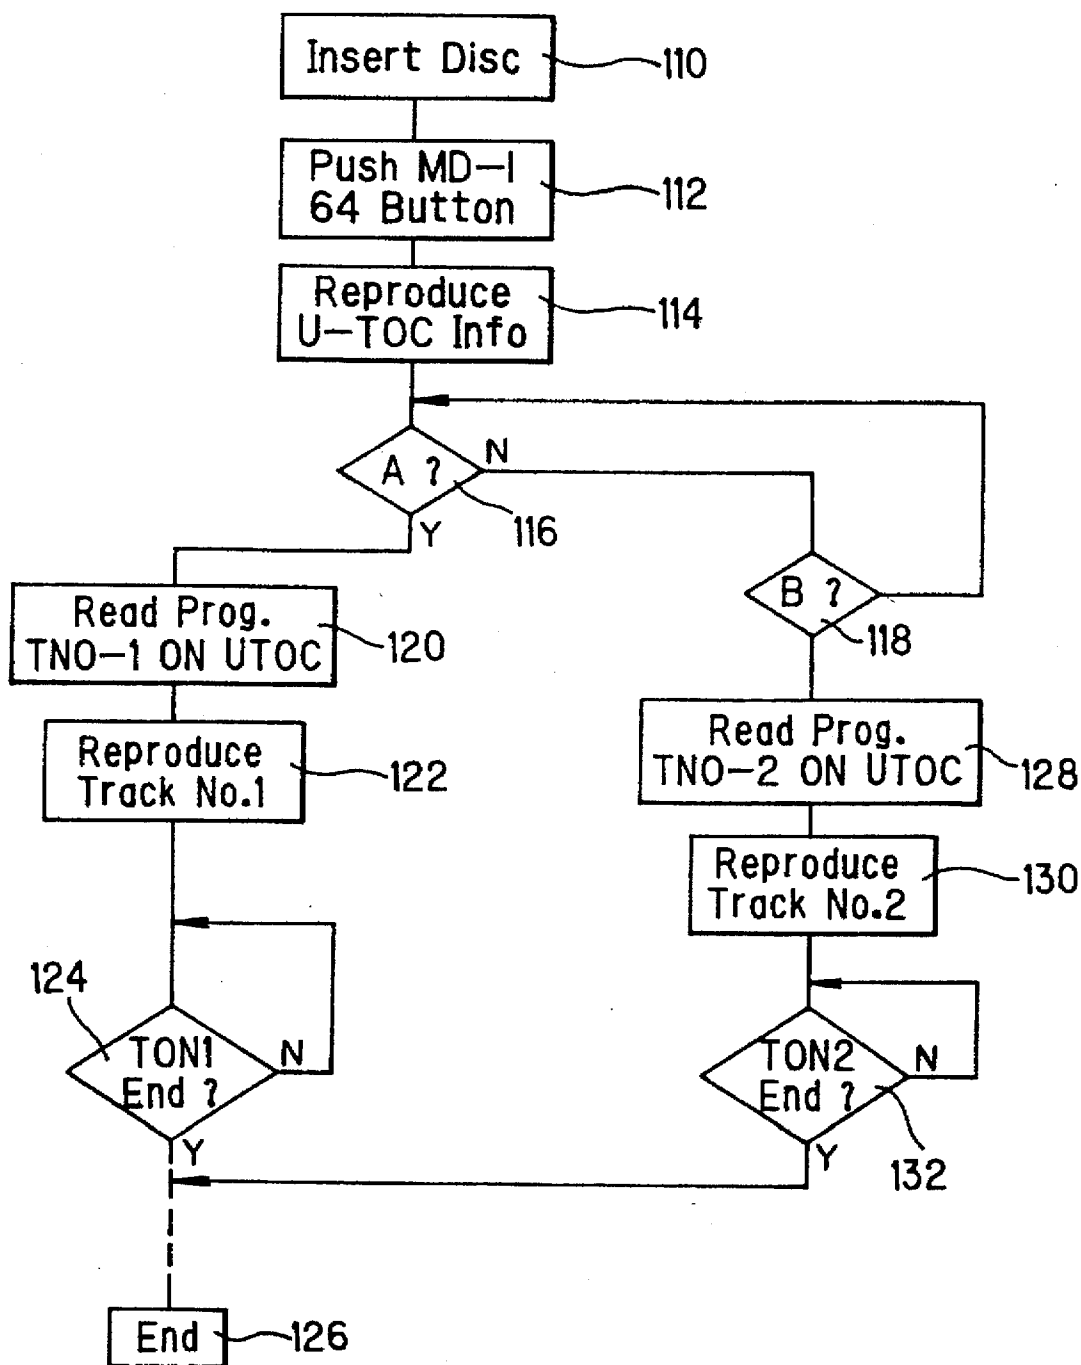 Insert Disc
110
Push MD-1
64 Button
112
Reproduce
U-TOC Info
114
A ?
N
Y
116
B ?
118
Read Prog.
TNO-1 ON UTOC
120
Reproduce
Track No.1
122
Read Prog.
TNO-2 ON UTOC
128
Reproduce
Track No.2
130
124
TON1
End ?
N
Y
TON2
End ?
N
Y
132
End
126